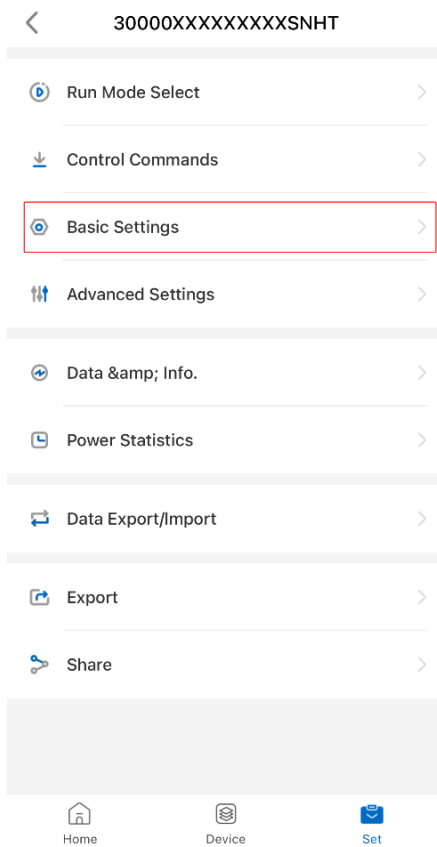 30000XXXXXXXXXSNHT
Run Mode Select
Control Commands
Basic Settings
Advanced Settings
Data &amp; Info.
Power Statistics
Data Export/Import
Export
Share
Home Device Set